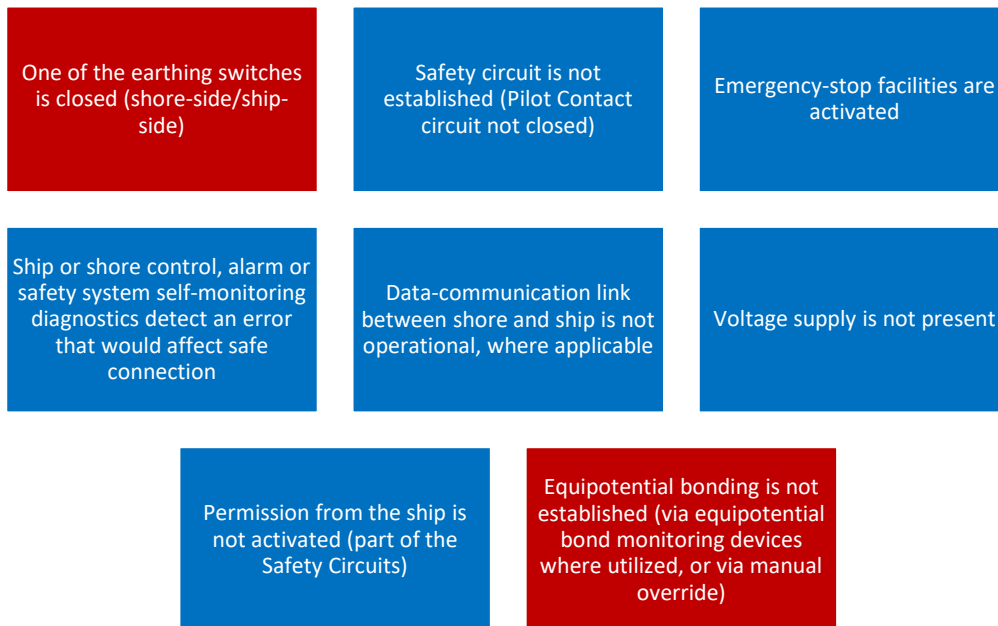 One of the earthing switches
is closed (shore-side/ship-
side)
Safety circuit is not
established (Pilot Contact
circuit not closed)
Emergency-stop facilities are
activated
Ship or shore control, alarm or
safety system self-monitoring
diagnostics detect an error
that would affect safe
connection
Data-communication link
between shore and ship is not
operational, where applicable
Voltage supply is not present
Permission from the ship is
not activated (part of the
Safety Circuits)
Equipotential bonding is not
established (via equipotential
bond monitoring devices
where utilized, or via manual
override)